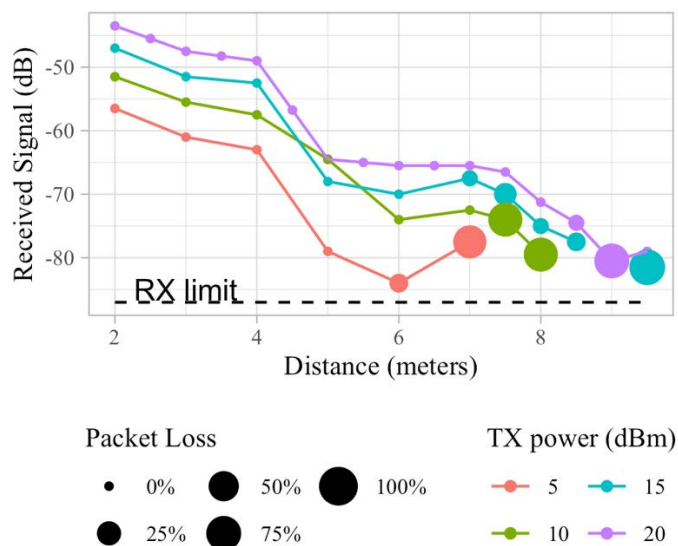 Received Signal (dB)
-50
-60
-70
-80
RX limit
2 4 6 8
Distance (meters)
Packet Loss TX power (dBm)
0% 50% 100% 5 15
25% 75% 10 20